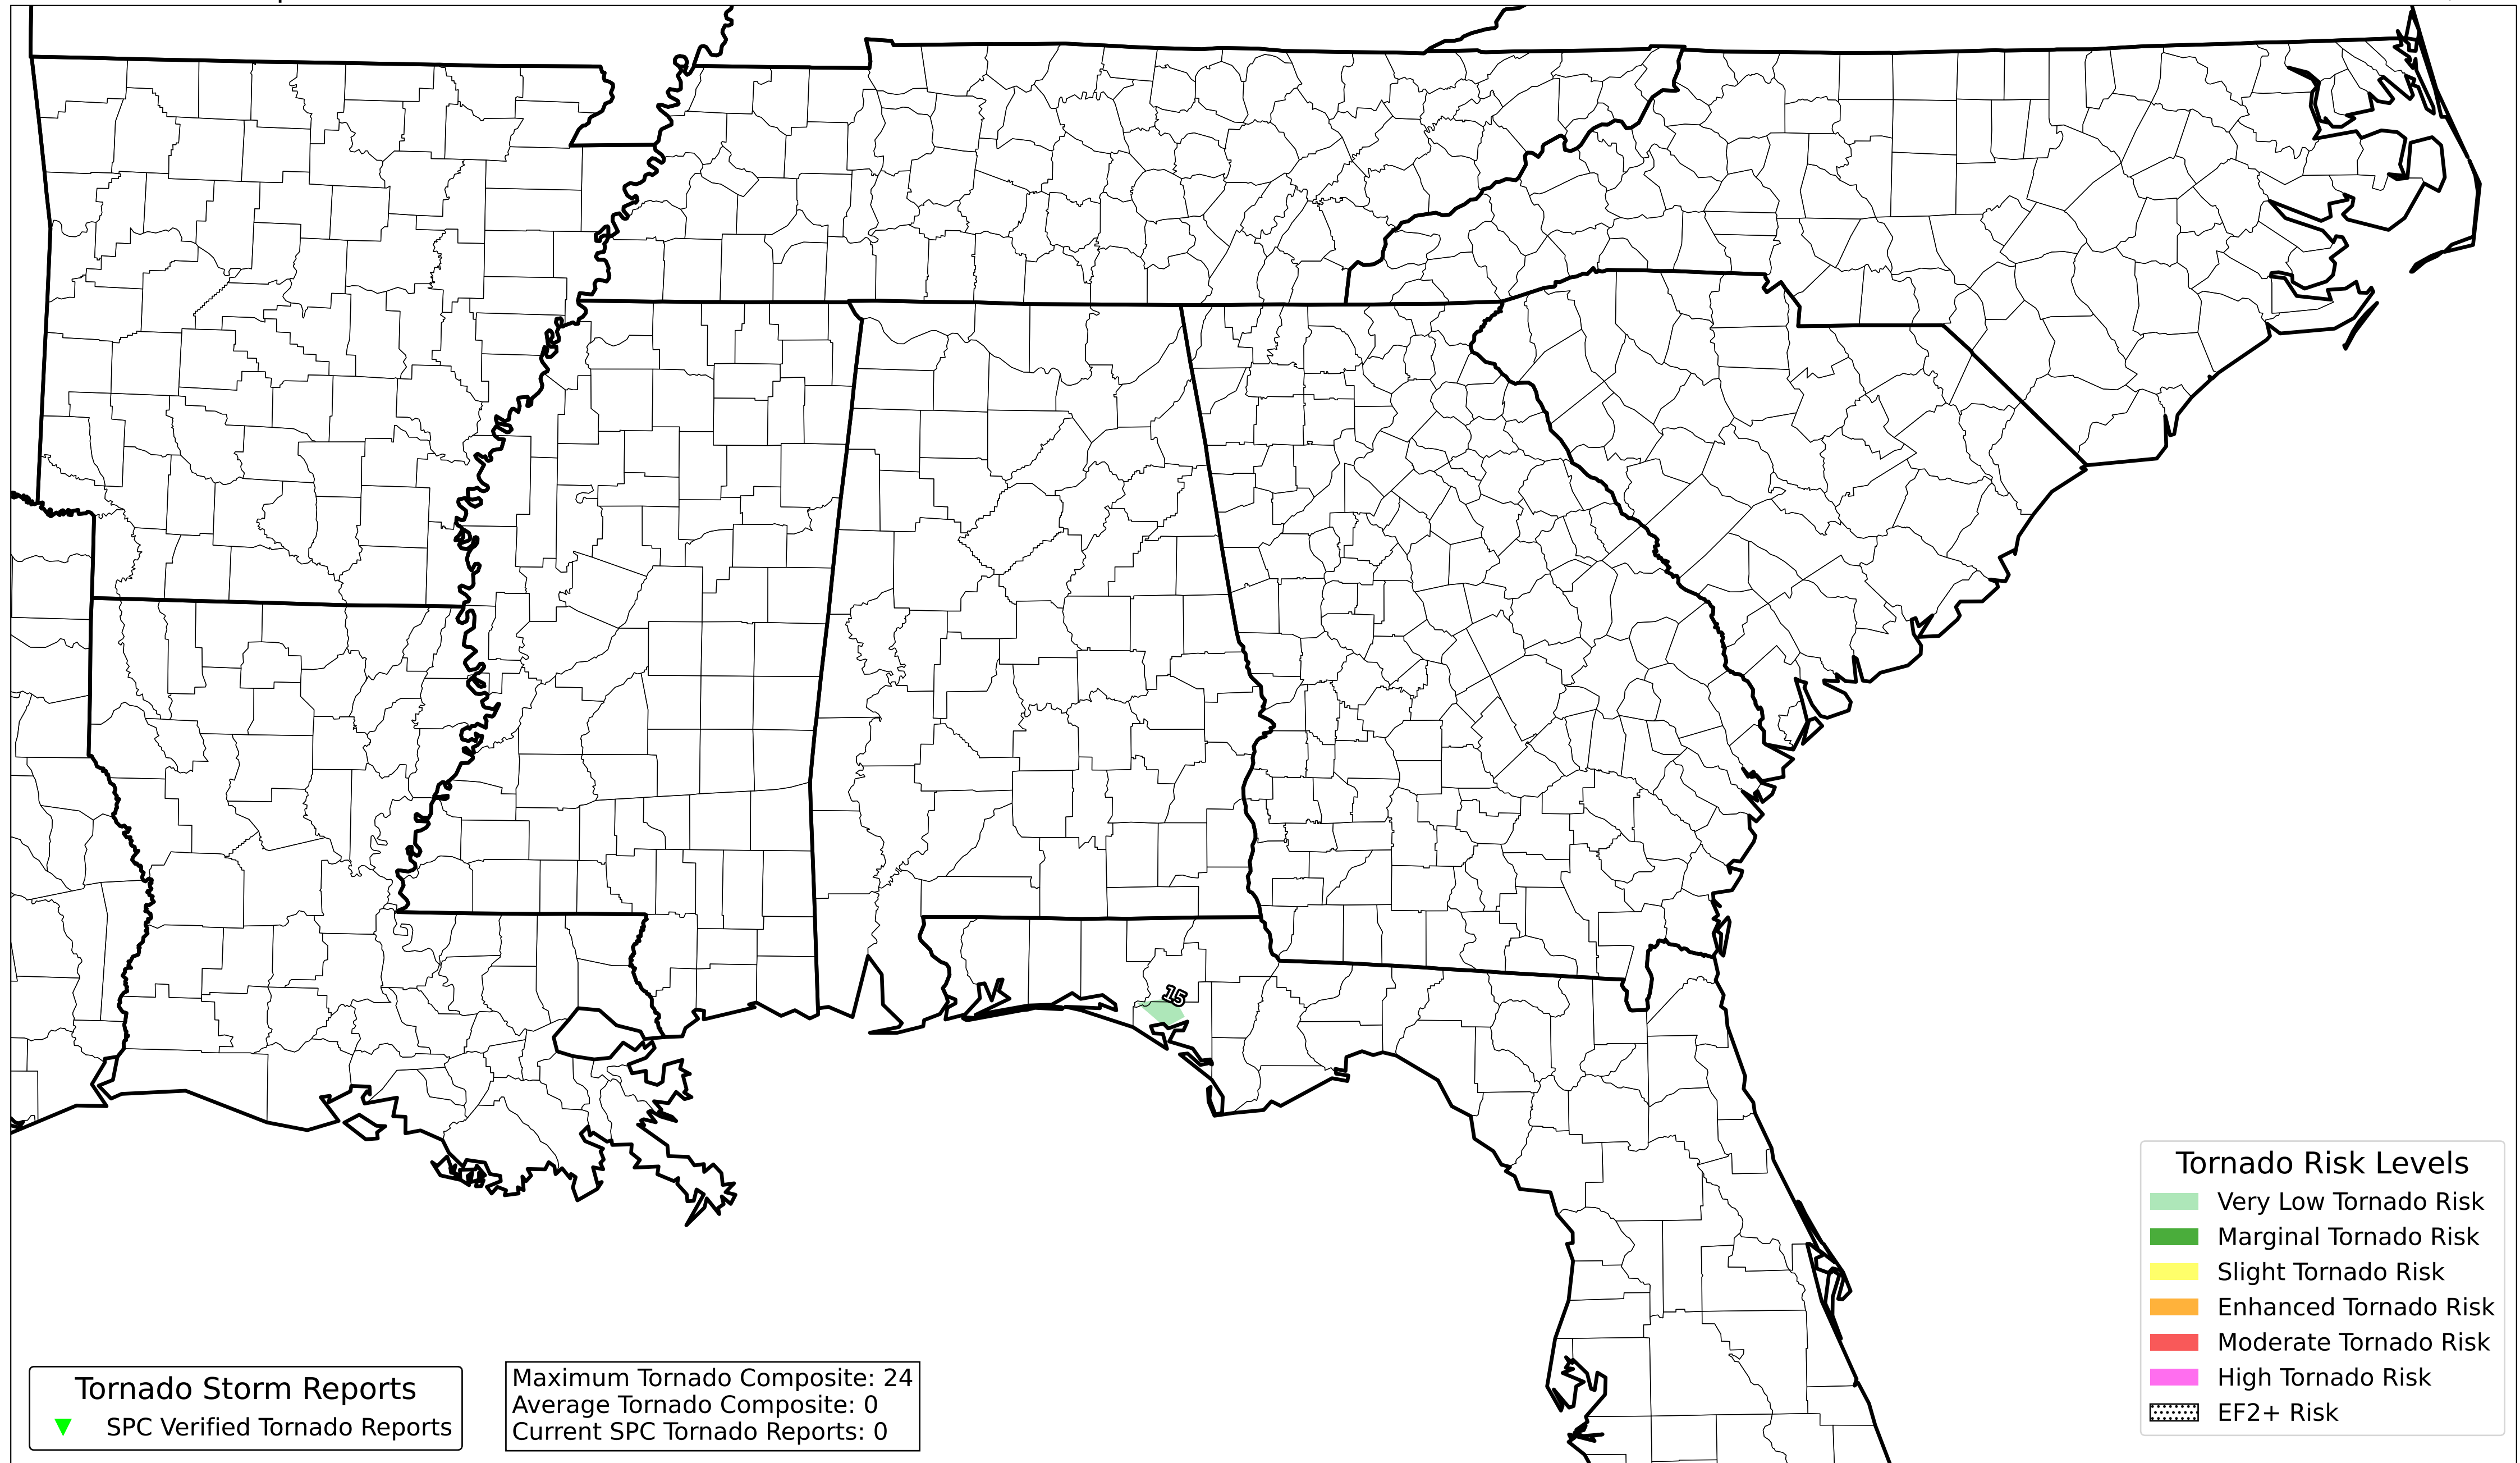 15
Tornado Risk Levels
Very Low Tornado Risk
Marginal Tornado Risk
Slight Tornado Risk
Enhanced Tornado Risk
Moderate Tornado Risk
High Tornado Risk
EF2+ Risk
Tornado Storm Reports
SPC Verified Tornado Reports
Maximum Tornado Composite: 24
Average Tornado Composite: 0
Current SPC Tornado Reports: 0